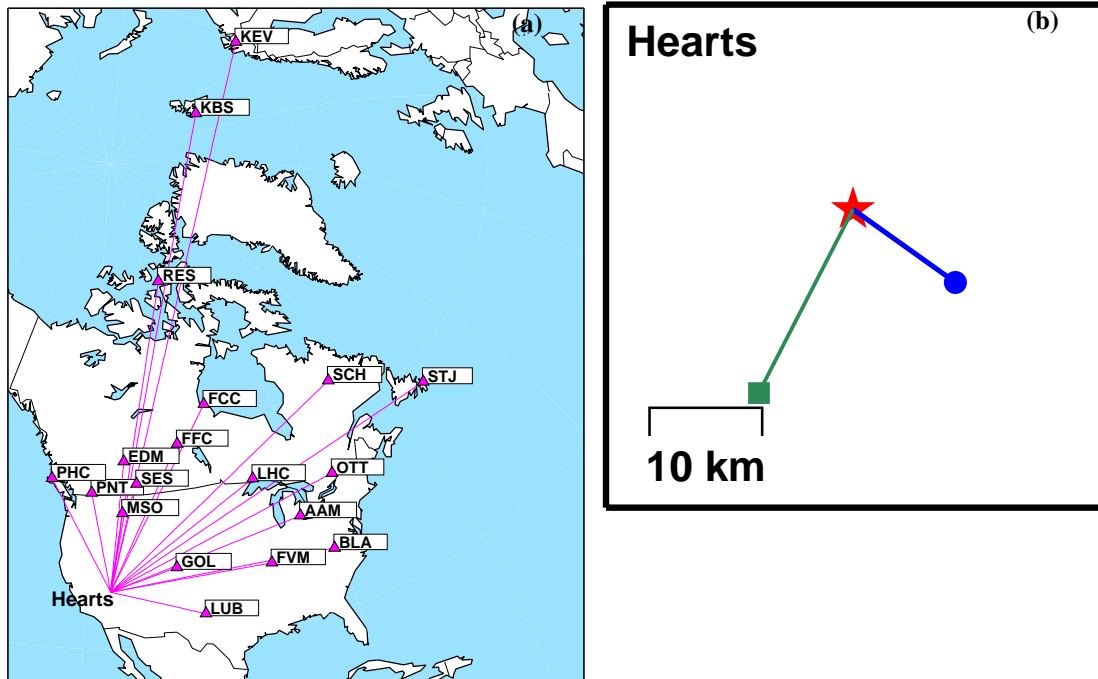 (a)
KEV
KBS
RES
SCH
STJ
FCC
FFC
EDM
PHC
SES
LHC
OTT
PNT
MSO
AAM
BLA
GOL
FVM
Hearts
LUB
(b)
Hearts
10 km